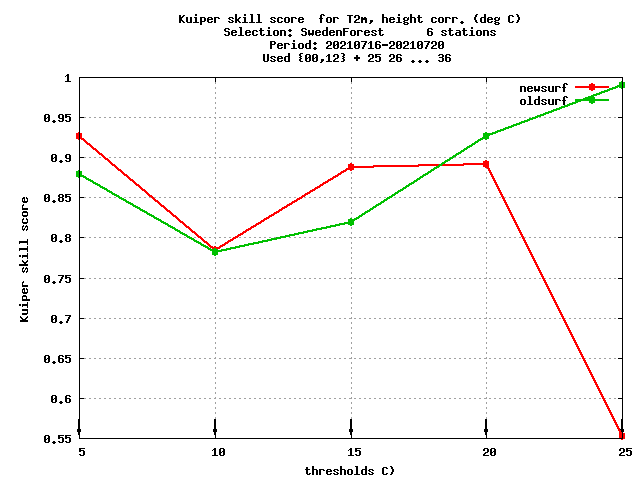 Kuiper skill score  for T2m, height corr. (deg C)
Selection: SwedenForest      6 stations
Period: 20210716-20210720
Used {00,12} + 25 26 ... 36
newsurf
oldsurf
1
0.95
0.9
0.85
0.8
0.75
0.7
0.65
0.6
0.55
Kuiper skill score
5 10 15 20 25
thresholds C)